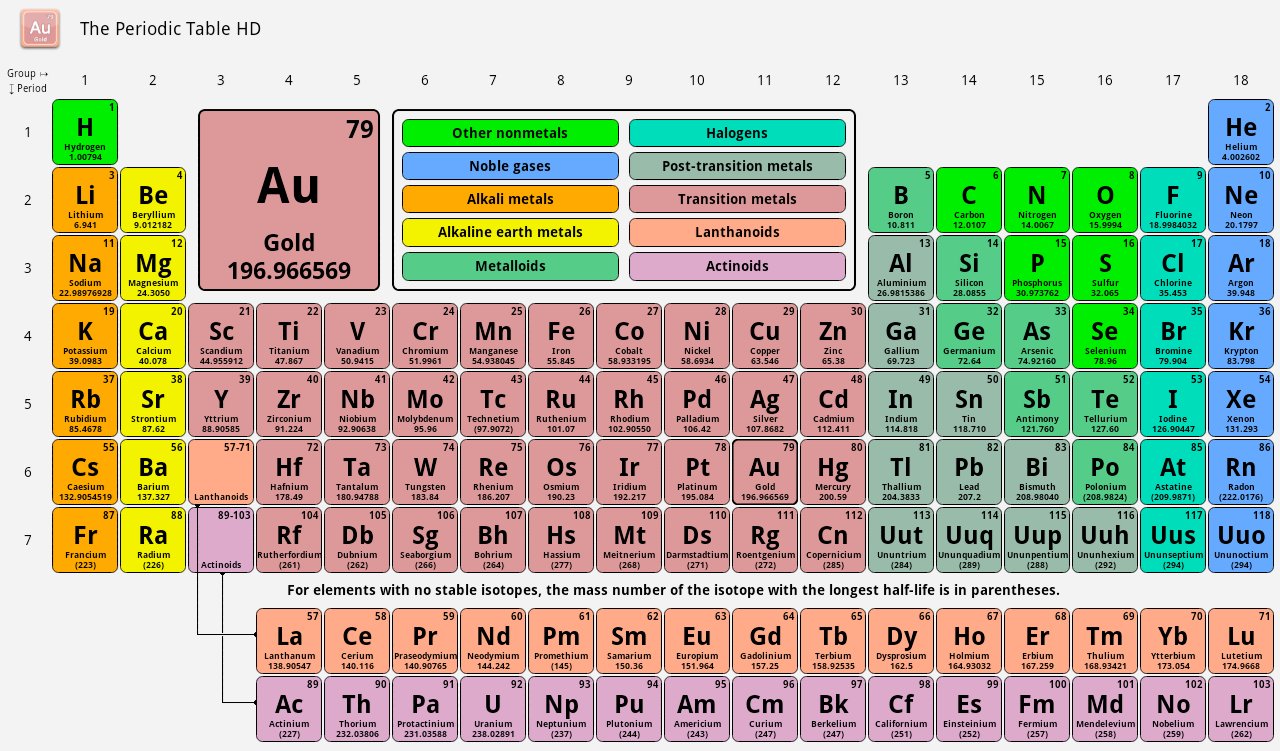 Au
Gold
The Periodic Table HD
Group ↦ 1 2 3 4 5 6 7 8 9 10 11 12 13 14 15 16 17 18
↧ Period
1
1 H Hydrogen 1.00794
2 He Helium 4.002602
79
Au
Gold
196.966569
Other nonmetals
Halogens
Noble gases
Post-transition metals
Alkali metals
Transition metals
Alkaline earth metals
Lanthanoids
Metalloids
Actinoids
2
3 Li Lithium 6.941
4 Be Beryllium 9.012182
5 B Boron 10.811
6 C Carbon 12.0107
7 N Nitrogen 14.0067
8 O Oxygen 15.9994
9 F Fluorine 18.9984032
10 Ne Neon 20.1797
3
11 Na Sodium 22.98976928
12 Mg Magnesium 24.3050
13 Al Aluminium 26.9815386
14 Si Silicon 28.0855
15 P Phosphorus 30.973762
16 S Sulfur 32.065
17 Cl Chlorine 35.453
18 Ar Argon 39.948
4
19 K Potassium 39.0983
20 Ca Calcium 40.078
21 Sc Scandium 44.955912
22 Ti Titanium 47.867
23 V Vanadium 50.9415
24 Cr Chromium 51.9961
25 Mn Manganese 54.938045
26 Fe Iron 55.845
27 Co Cobalt 58.933195
28 Ni Nickel 58.6934
29 Cu Copper 63.546
30 Zn Zinc 65.38
31 Ga Gallium 69.723
32 Ge Germanium 72.64
33 As Arsenic 74.92160
34 Se Selenium 78.96
35 Br Bromine 79.904
36 Kr Krypton 83.798
5
37 Rb Rubidium 85.4678
38 Sr Strontium 87.62
39 Y Yttrium 88.90585
40 Zr Zirconium 91.224
41 Nb Niobium 92.90638
42 Mo Molybdenum 95.96
43 Tc Technetium (97.9072)
44 Ru Ruthenium 101.07
45 Rh Rhodium 102.90550
46 Pd Palladium 106.42
47 Ag Silver 107.8682
48 Cd Cadmium 112.411
49 In Indium 114.818
50 Sn Tin 118.710
51 Sb Antimony 121.760
52 Te Tellurium 127.60
53 I Iodine 126.90447
54 Xe Xenon 131.293
6
55 Cs Caesium 132.9054519
56 Ba Barium 137.327
57-71 Lanthanoids
72 Hf Hafnium 178.49
73 Ta Tantalum 180.94788
74 W Tungsten 183.84
75 Re Rhenium 186.207
76 Os Osmium 190.23
77 Ir Iridium 192.217
78 Pt Platinum 195.084
79 Au Gold 196.966569
80 Hg Mercury 200.59
81 Tl Thallium 204.3833
82 Pb Lead 207.2
83 Bi Bismuth 208.98040
84 Po Polonium (208.9824)
85 At Astatine (209.9871)
86 Rn Radon (222.0176)
7
87 Fr Francium (223)
88 Ra Radium (226)
89-103 Actinoids
104 Rf Rutherfordium (261)
105 Db Dubnium (262)
106 Sg Seaborgium (266)
107 Bh Bohrium (264)
108 Hs Hassium (277)
109 Mt Meitnerium (268)
110 Ds Darmstadtium (271)
111 Rg Roentgenium (272)
112 Cn Copernicium (285)
113 Uut Ununtrium (284)
114 Uuq Ununquadium (289)
115 Uup Ununpentium (288)
116 Uuh Ununhexium (292)
117 Uus Ununseptium (294)
118 Uuo Ununoctium (294)
For elements with no stable isotopes, the mass number of the isotope with the longest half-life is in parentheses.
57 La Lanthanum 138.90547
58 Ce Cerium 140.116
59 Pr Praseodymium 140.90765
60 Nd Neodymium 144.242
61 Pm Promethium (145)
62 Sm Samarium 150.36
63 Eu Europium 151.964
64 Gd Gadolinium 157.25
65 Tb Terbium 158.92535
66 Dy Dysprosium 162.5
67 Ho Holmium 164.93032
68 Er Erbium 167.259
69 Tm Thulium 168.93421
70 Yb Ytterbium 173.054
71 Lu Lutetium 174.9668
89 Ac Actinium (227)
90 Th Thorium 232.03806
91 Pa Protactinium 231.03588
92 U Uranium 238.02891
93 Np Neptunium (237)
94 Pu Plutonium (244)
95 Am Americium (243)
96 Cm Curium (247)
97 Bk Berkelium (247)
98 Cf Californium (251)
99 Es Einsteinium (252)
100 Fm Fermium (257)
101 Md Mendelevium (258)
102 No Nobelium (259)
103 Lr Lawrencium (262)